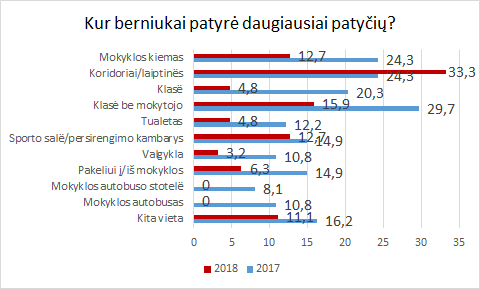 Kur berniukai patyrė daugiausiai patyčių?
Mokyklos kiemas 12,7 24,3
Koridoriai/laiptinės 33,3 24,3
Klasė 4,8 20,3
Klasė be mokytojo 15,9 29,7
Tualetas 4,8 12,2
Sporto salė/persirengimo kambarys 12,7 14,9
Valgykla 3,2 10,8
Pakeliui į/iš mokyklos 6,3 14,9
Mokyklos autobuso stotelė 0 8,1
Mokyklos autobusas 0 10,8
Kita vieta 11,1 16,2
0 5 10 15 20 25 30 35
2018 2017